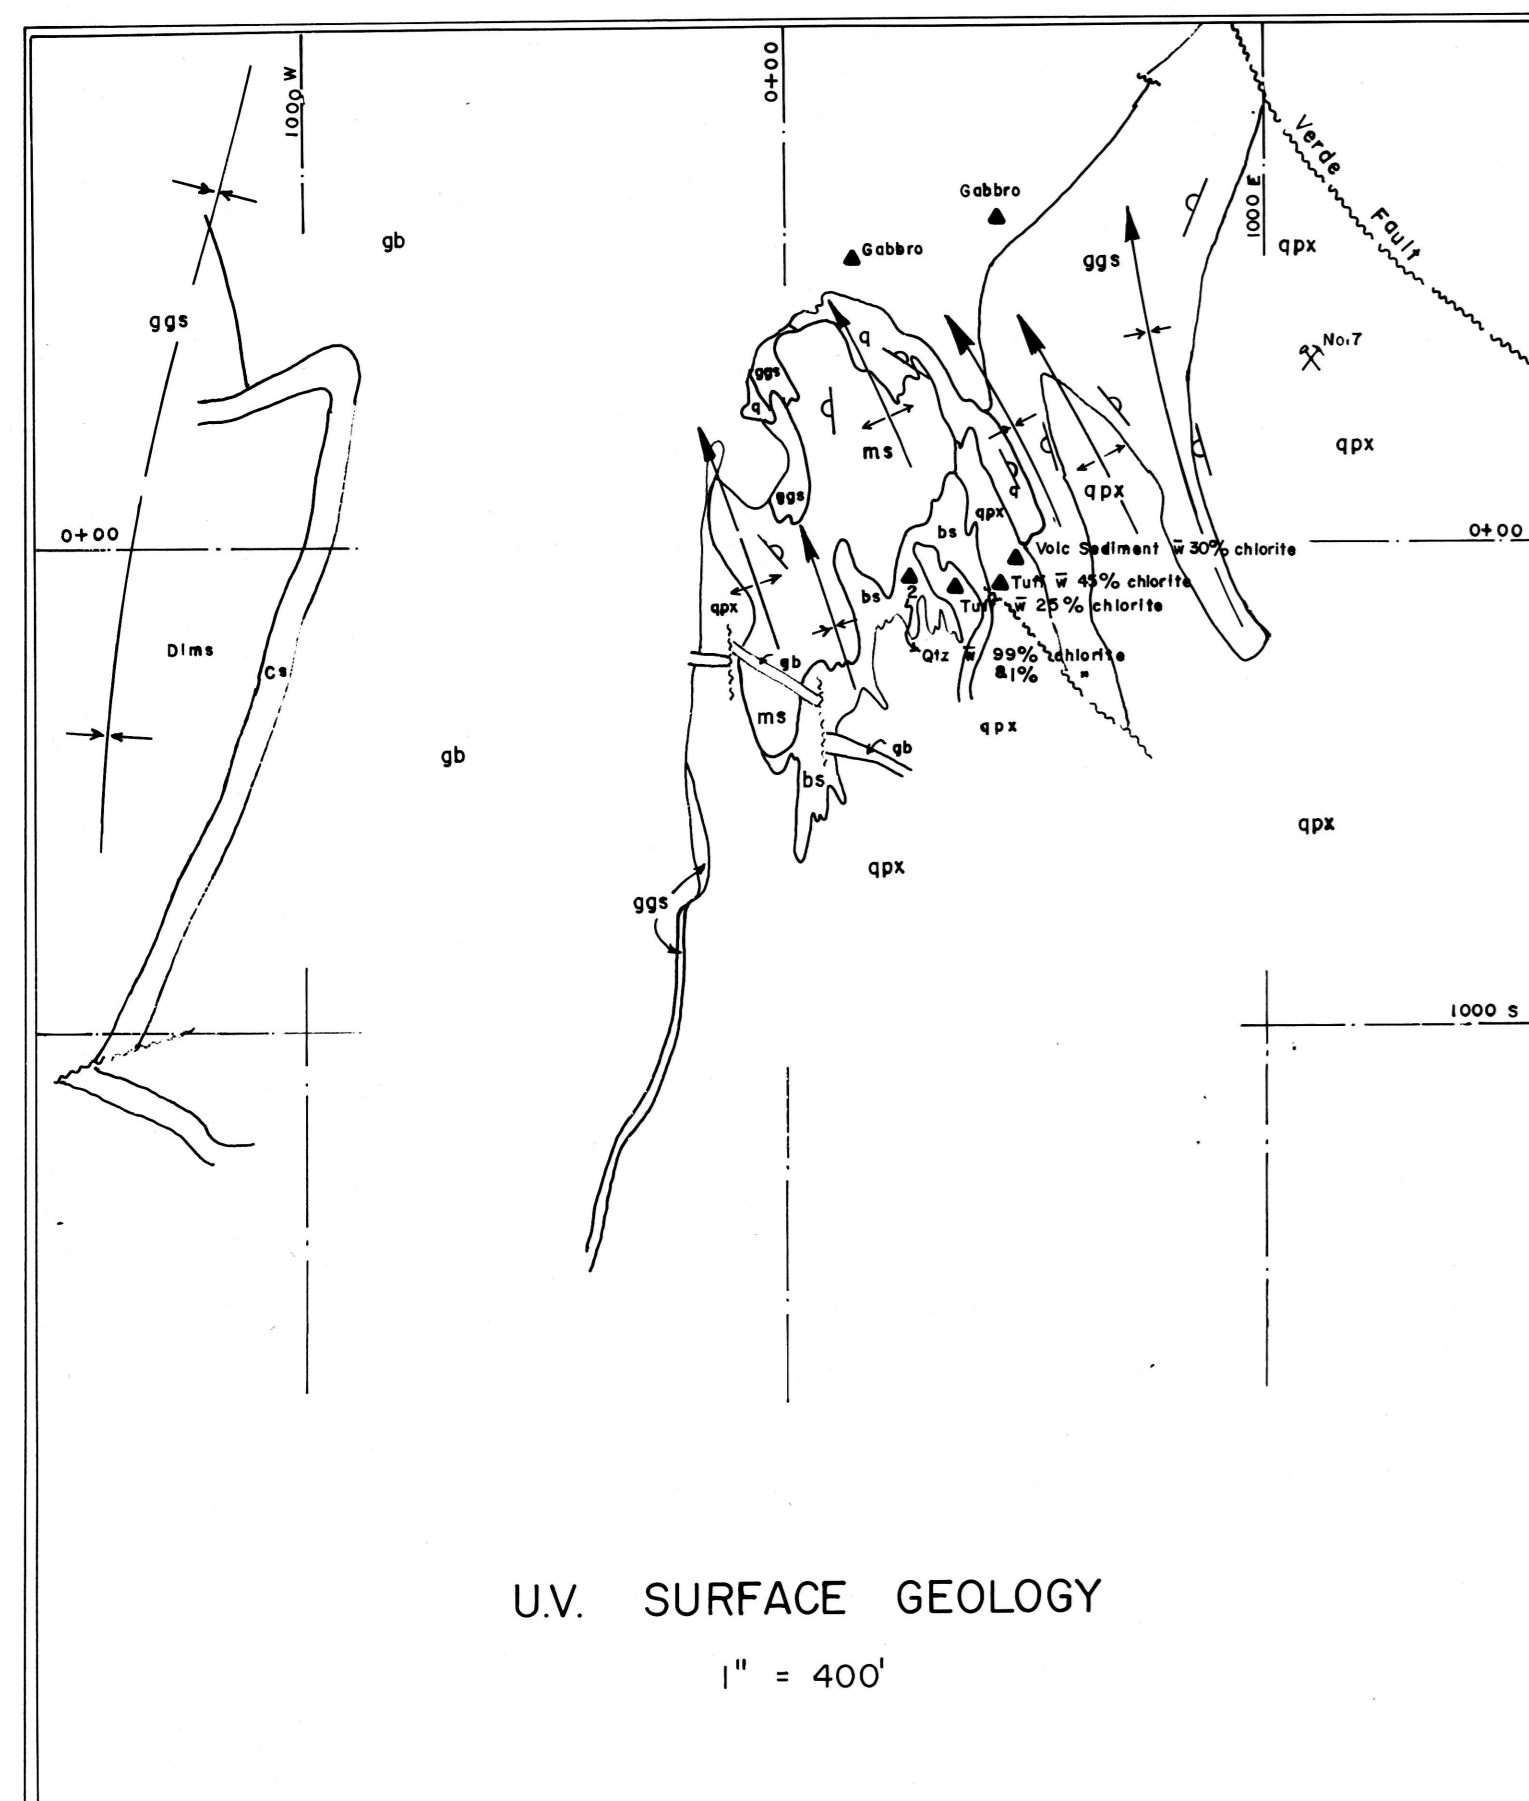 1000 W
0+00
1000 E
Verde Fault
Gabbro
Gabbro
gb
qpx
ggs
ggs
q
No.7
ggs
q
ms
qpx
ggs
q
qpx
qpx
0+00
bs
0+00
Volc Sediment w̄ 30% chlorite
2
Tuff w̄ 45% chlorite
bs
qpx
Tuff w̄ 25% chlorite
Dlms
Cs
gb
Qtz w̄ 99% chlorite
&1% "
ms
qpx
gb
gb
bs
qpx
qpx
ggs
1000 S
U.V. SURFACE GEOLOGY
1" = 400'